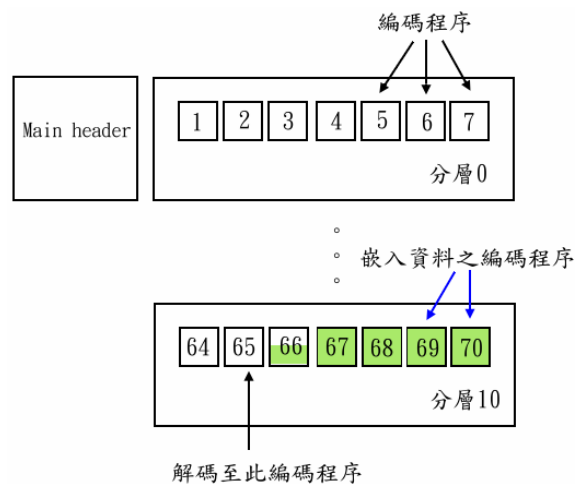 編碼程序
Main header
1 2 3 4 5 6 7
分層0
。
。
。
嵌入資料之編碼程序
64 65 66 67 68 69 70
分層10
解碼至此編碼程序